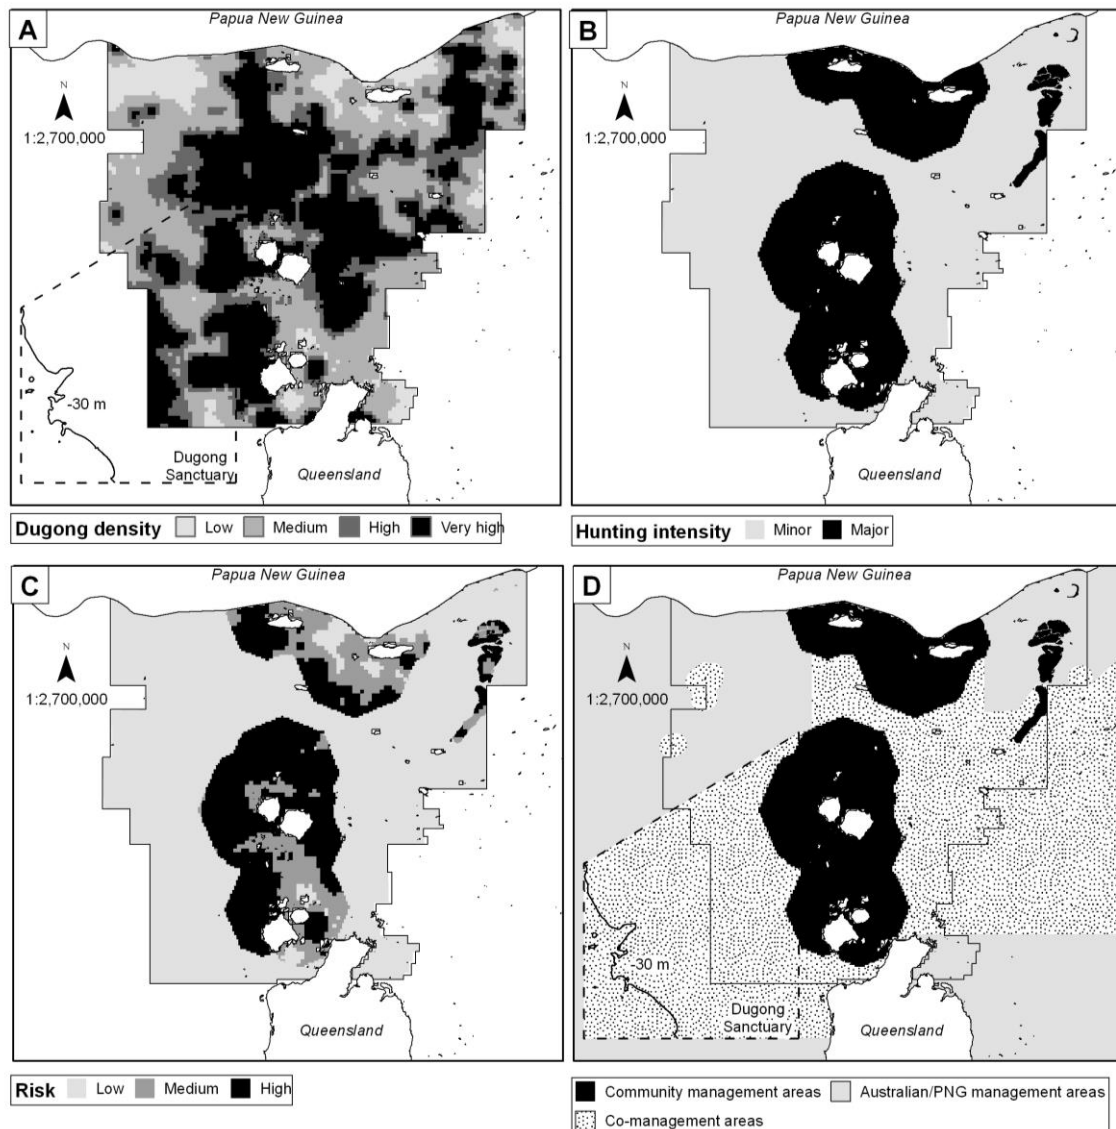 A
Papua New Guinea
N
1:2,700,000
-30 m
Dugong
Sanctuary
Queensland
Dugong density Low Medium High Very high
B
Papua New Guinea
N
1:2,700,000
Queensland
Hunting intensity Minor Major
C
Papua New Guinea
N
1:2,700,000
Queensland
Risk Low Medium High
D
Papua New Guinea
N
1:2,700,000
-30 m
Dugong
Sanctuary
Queensland
Community management areas Australian/PNG management areas
Co-management areas